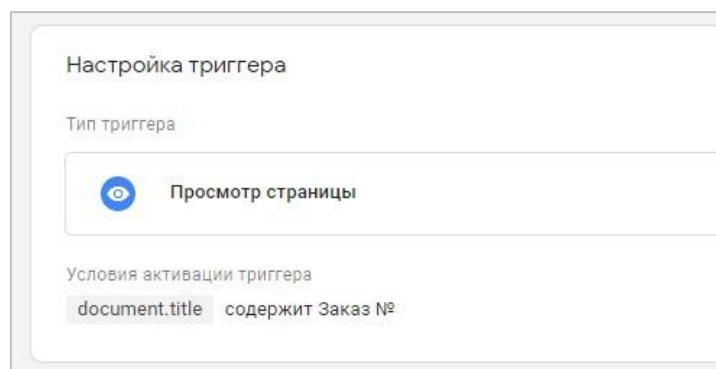 Настройка триггера
Тип триггера
Просмотр страницы
Условия активации триггера
document.title содержит Заказ №